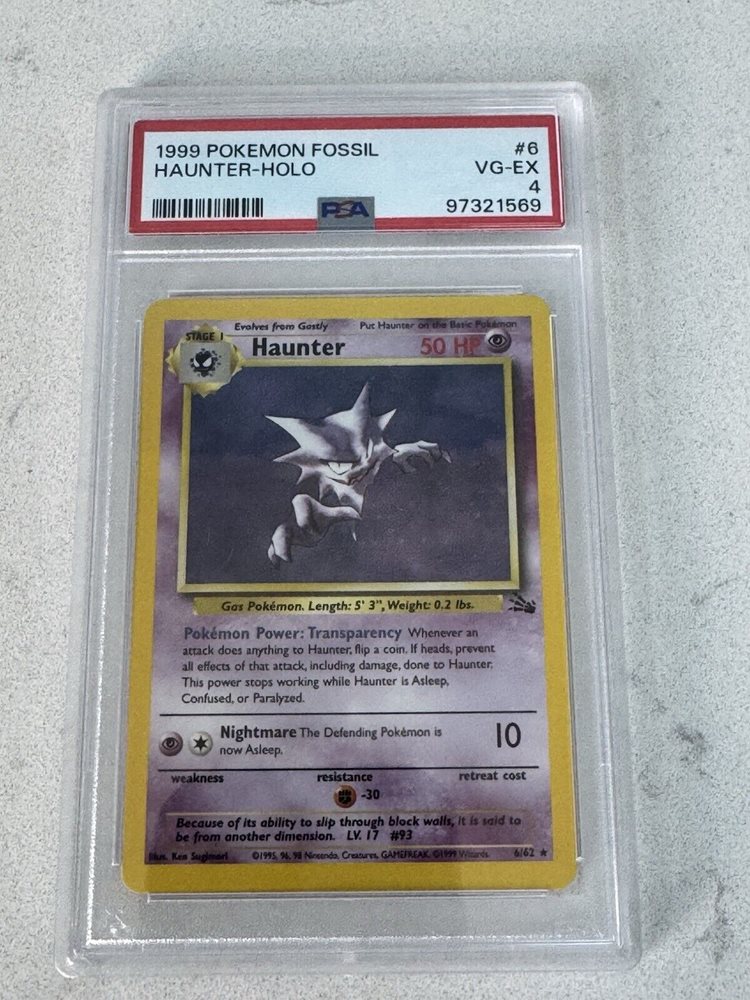 1999 POKEMON FOSSIL #6
HAUNTER-HOLO VG-EX
4
PSA 97321569
Evolves from Gastly Put Haunter on the Basic Pokémon
STAGE 1 Haunter 50 HP
Gas Pokémon. Length: 5' 3", Weight: 0.2 lbs.
Pokémon Power: Transparency Whenever an
attack does anything to Haunter, flip a coin. If heads, prevent
all effects of that attack, including damage, done to Haunter.
This power stops working while Haunter is Asleep,
Confused, or Paralyzed.
Nightmare The Defending Pokémon is 10
now Asleep.
weakness resistance retreat cost
-30
Because of its ability to slip through block walls, it is said to
be from another dimension. LV. 17 #93
Illus. Ken Sugimori ©1995, 96, 98 Nintendo, Creatures, GAMEFREAK. ©1999 Wizards. 6/62